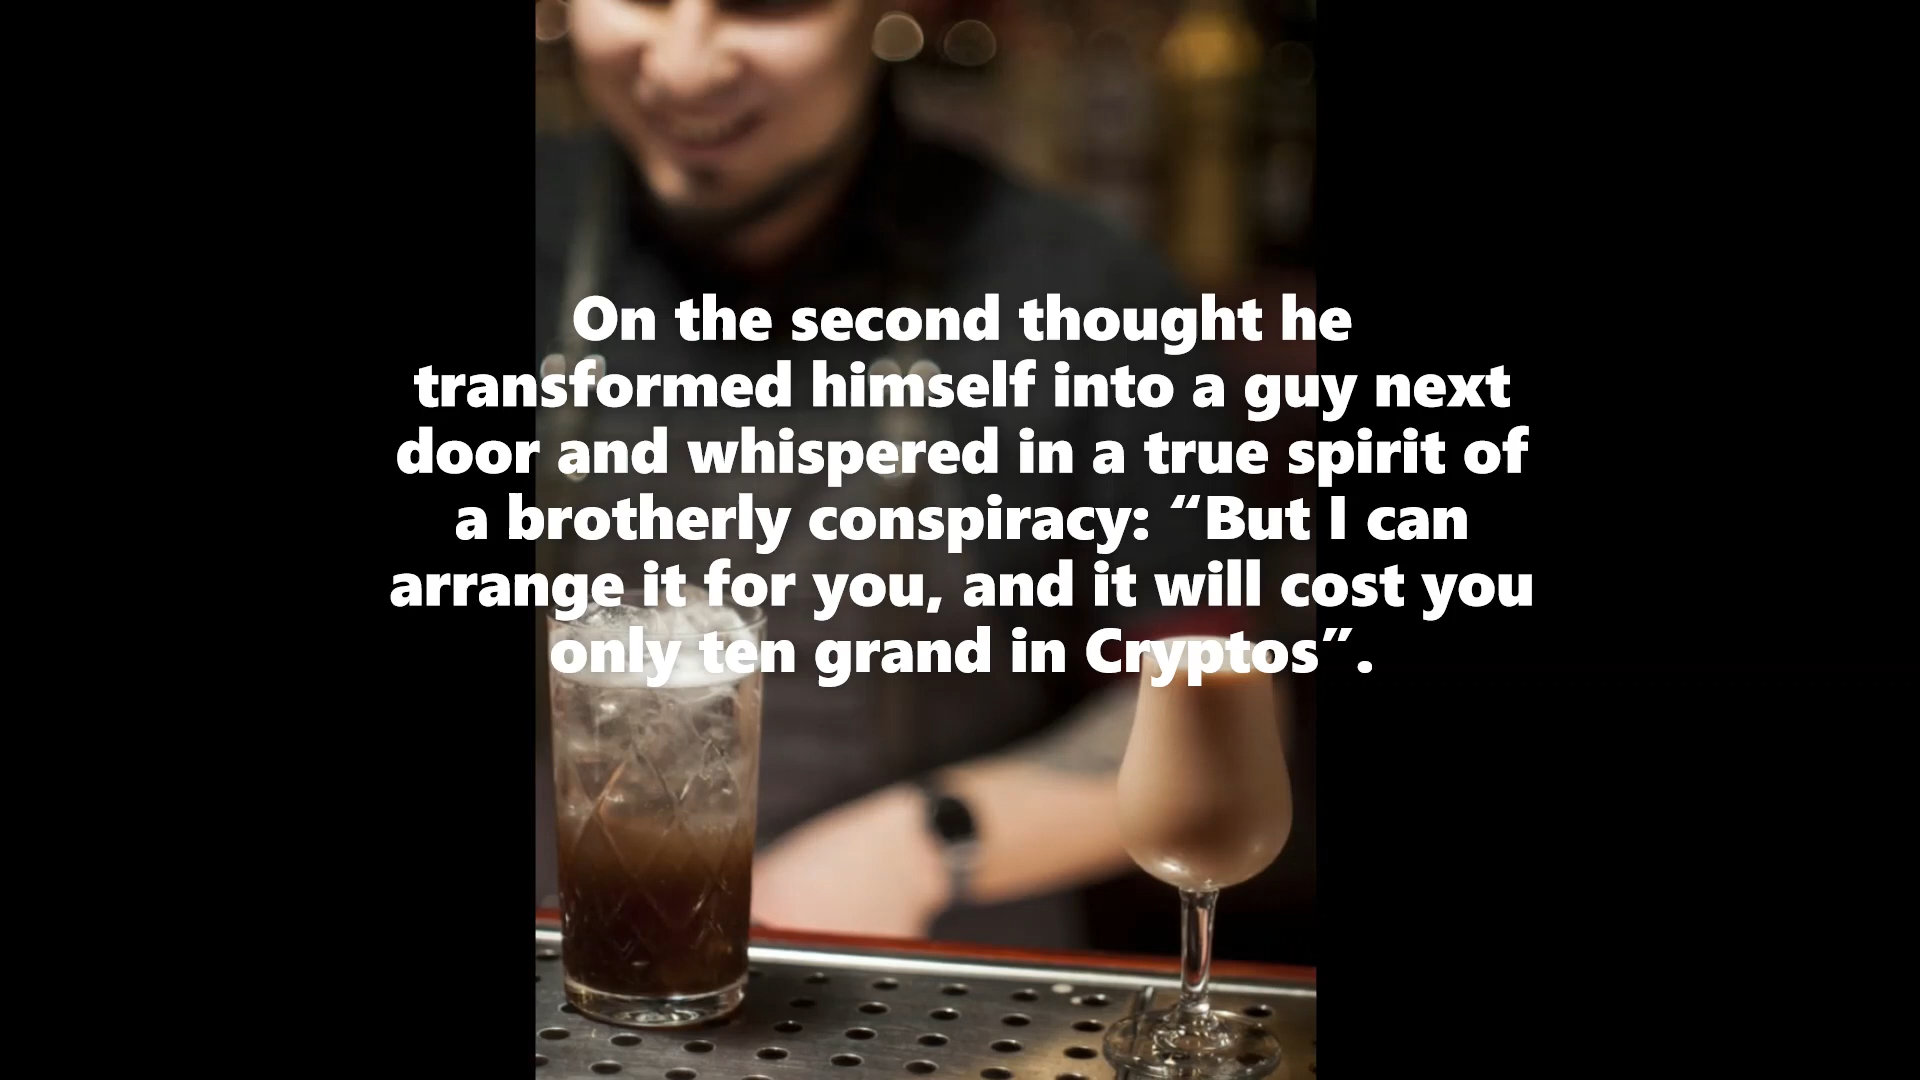 On the second thought he
transformed himself into a guy next
door and whispered in a true spirit of
a brotherly conspiracy: “But I can
arrange it for you, and it will cost you
only ten grand in Cryptos”.